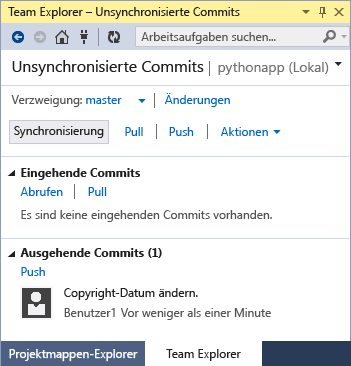 Team Explorer – Unsynchronisierte Commits
Arbeitsaufgaben suchen...
Unsynchronisierte Commits | pythonapp (Lokal)
Verzweigung: master | Änderungen
Synchronisierung Pull | Push | Aktionen
Eingehende Commits
Abrufen | Pull
Es sind keine eingehenden Commits vorhanden.
Ausgehende Commits (1)
Push
Copyright-Datum ändern.
Benutzer1 Vor weniger als einer Minute
Projektmappen-Explorer Team Explorer